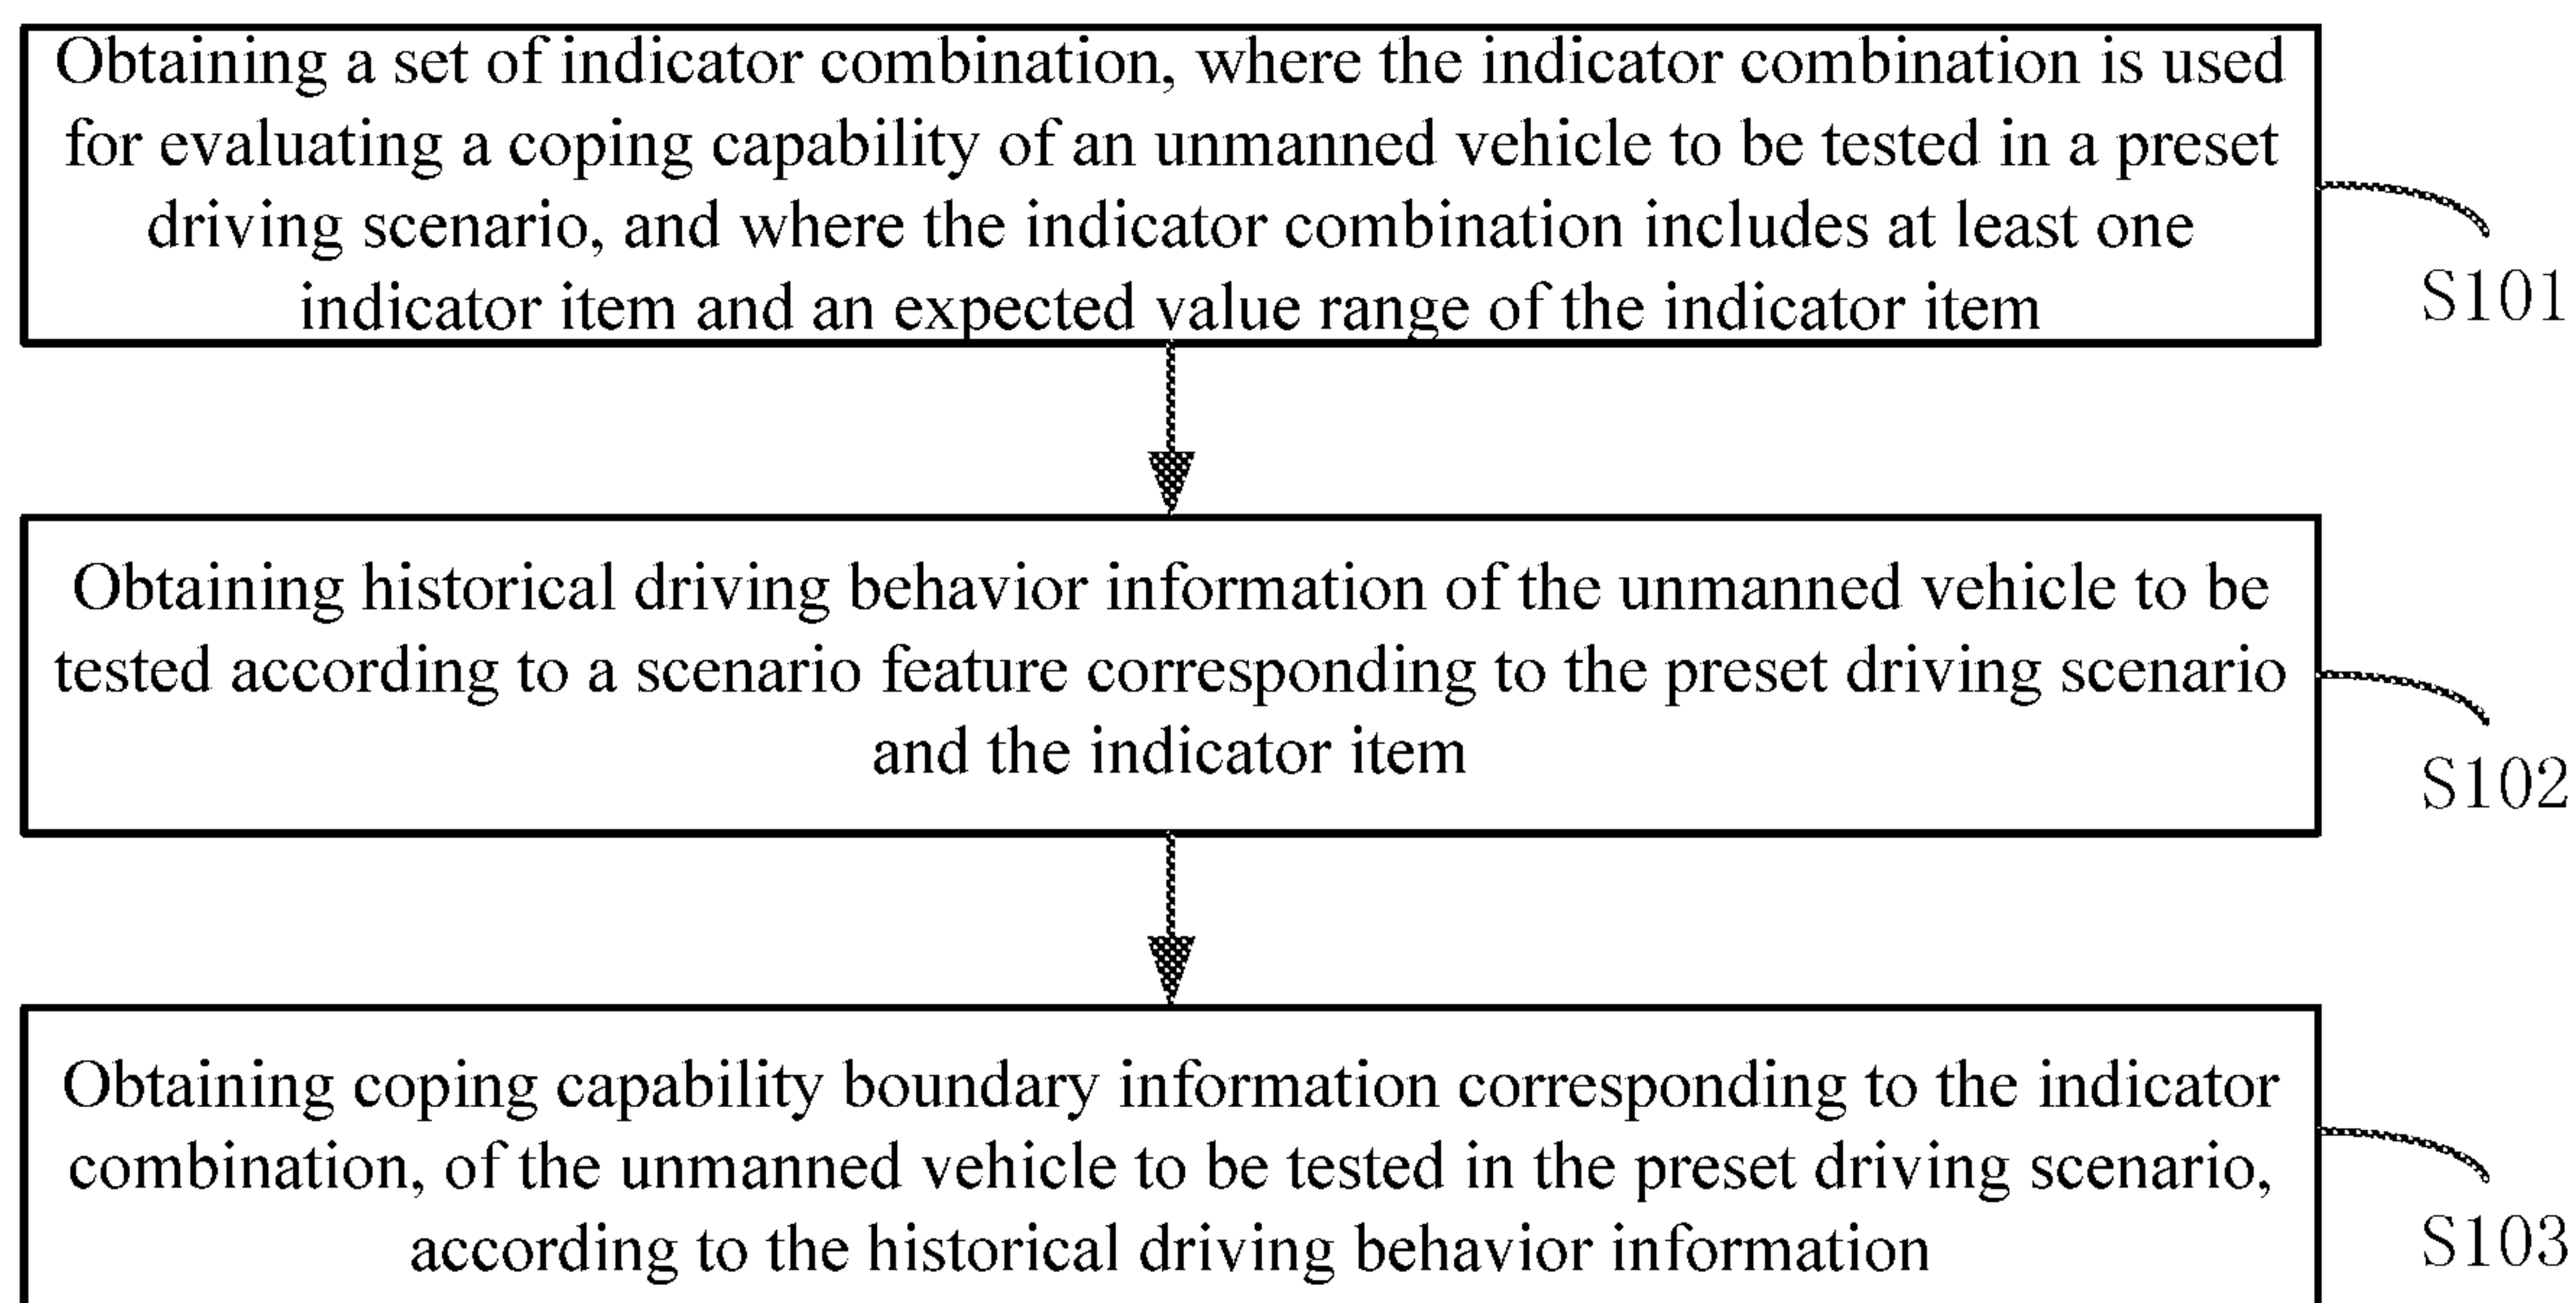 Obtaining a set of indicator combination, where the indicator combination is used
for evaluating a coping capability of an unmanned vehicle to be tested in a preset
driving scenario, and where the indicator combination includes at least one
indicator item and an expected value range of the indicator item
S101
Obtaining historical driving behavior information of the unmanned vehicle to be
tested according to a scenario feature corresponding to the preset driving scenario
and the indicator item
S102
Obtaining coping capability boundary information corresponding to the indicator
combination, of the unmanned vehicle to be tested in the preset driving scenario,
according to the historical driving behavior information
S103